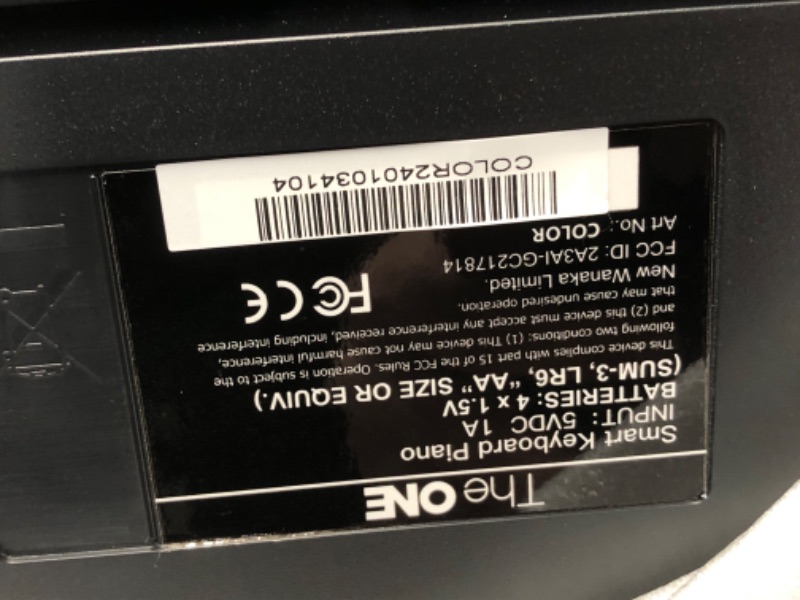 The ONE
Smart Keyboard Piano
INPUT: 5VDC 1A
BATTERIES: 4 x 1.5V
(SUM-3, LR6, "AA" SIZE OR EQUIV.)
This device complies with part 15 of the FCC Rules. Operation is subject to the
following two conditions: (1) This device may not cause harmful interference,
and (2) this device must accept any interference received, including interference
that may cause undesired operation.
New Wanaka Limited.
FCC ID: 2A3AI-GC217814
Art No.: COLOR
FC CE
COLOR2401034104